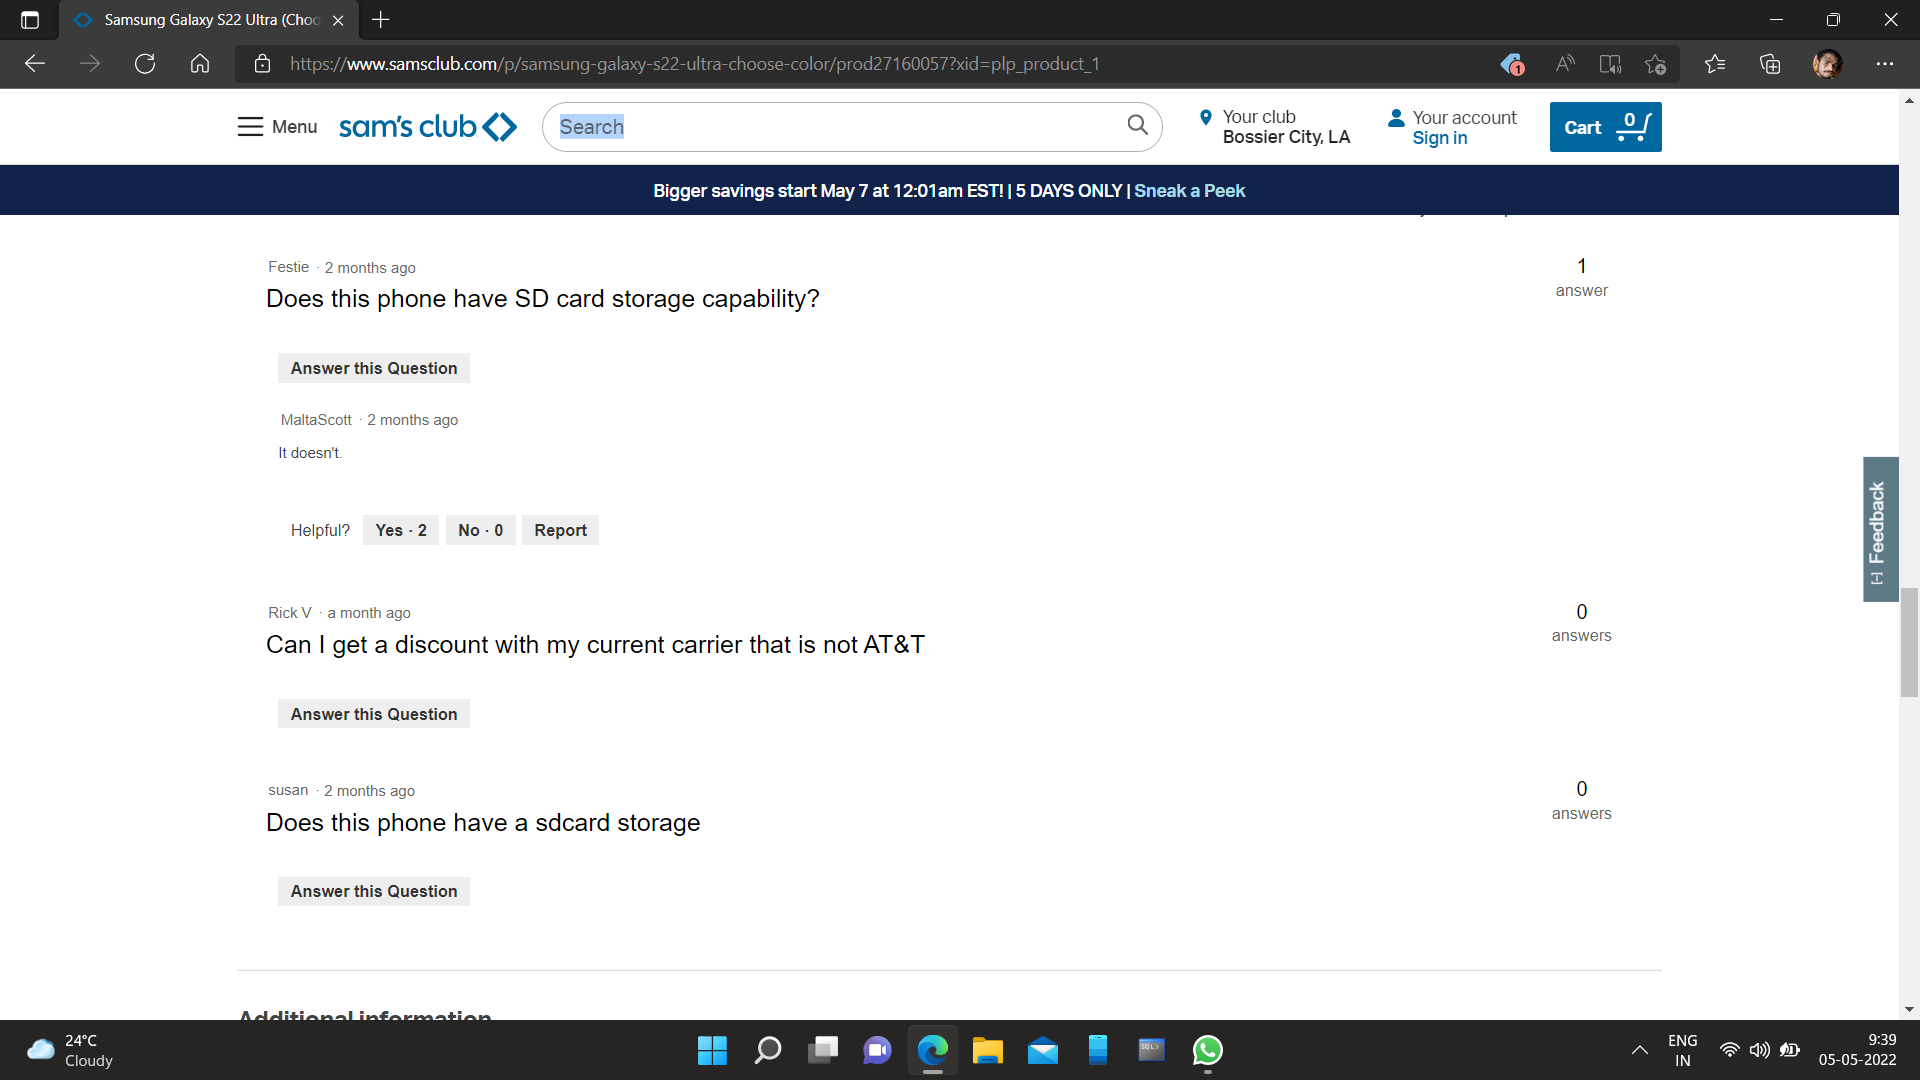 Samsung Galaxy S22 Ultra (Choo
https://www.samsclub.com/p/samsung-galaxy-s22-ultra-choose-color/prod27160057?xid=plp_product_1
1
Menu
sam's club
Search
Your club
Bossier City, LA
Your account
Sign in
Cart
0
Bigger savings start May 7 at 12:01am EST! | 5 DAYS ONLY | Sneak a Peek
Festie · 2 months ago
Does this phone have SD card storage capability?
1
answer
Answer this Question
MaltaScott · 2 months ago
It doesn't.
Helpful? Yes · 2 No · 0 Report
Rick V · a month ago
Can I get a discount with my current carrier that is not AT&T
0
answers
Answer this Question
susan · 2 months ago
Does this phone have a sdcard storage
0
answers
Answer this Question
[-] Feedback
Additional information
24°C
Cloudy
SQL>
ENG
IN
9:39
05-05-2022